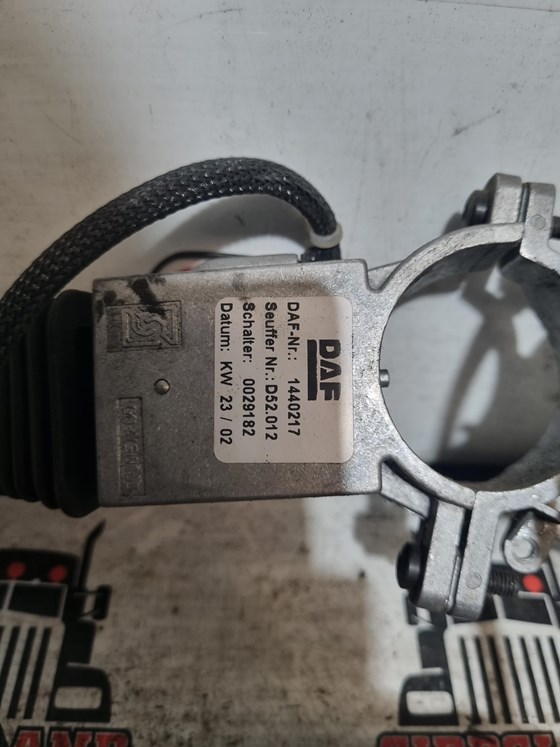 DAF
DAF-Nr.: 1440217
Seuffer Nr.: D52.012
Schalter: 0029182
Datum: KW 23 / 02